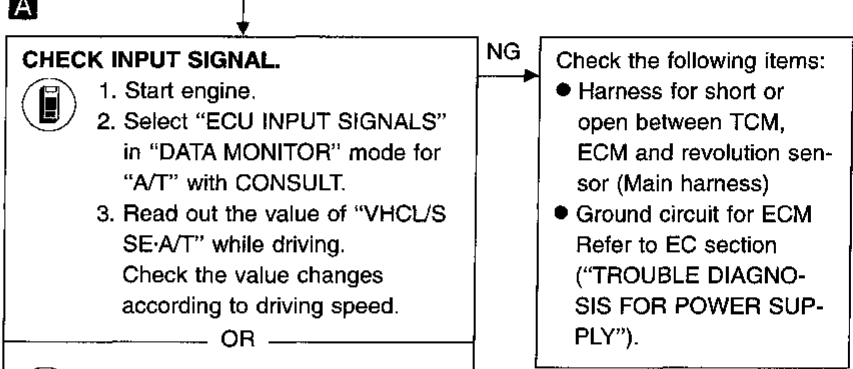 A
CHECK INPUT SIGNAL.
1. Start engine.
2. Select “ECU INPUT SIGNALS”
in “DATA MONITOR” mode for
“A/T” with CONSULT.
3. Read out the value of “VHCL/S
SE·A/T” while driving.
Check the value changes
according to driving speed.
OR
NG
Check the following items:
● Harness for short or
open between TCM,
ECM and revolution sen-
sor (Main harness)
● Ground circuit for ECM
Refer to EC section
(“TROUBLE DIAGNO-
SIS FOR POWER SUP-
PLY”).